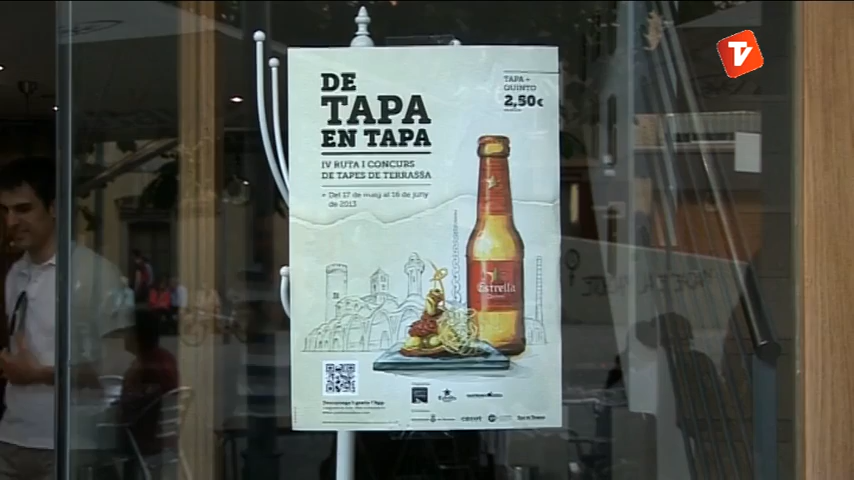 TV
DE
TAPA
EN TAPA
IV RUTA I CONCURS
DE TAPES DE TERRASSA
Del 17 de maig al 16 de juny
de 2013
TAPA +
QUINTO
2,50€
Estrella